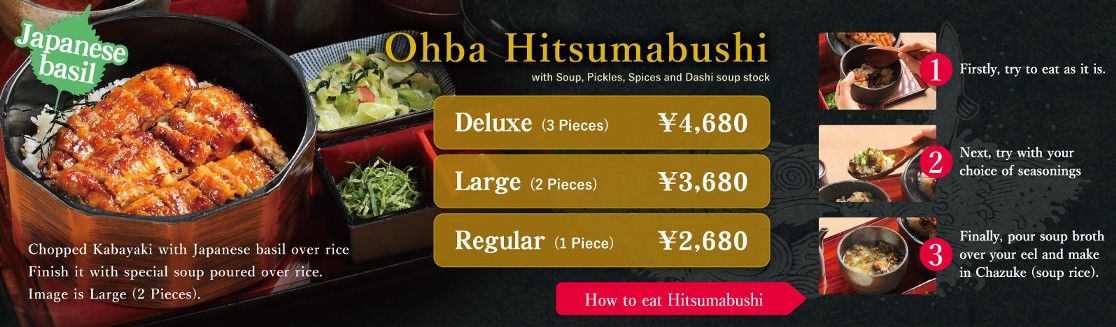 Japanese
basil
Ohba Hitsumabushi
with Soup, Pickles, Spices and Dashi soup stock
Deluxe (3 Pieces) ¥4,680
Large (2 Pieces) ¥3,680
Regular (1 Piece) ¥2,680
Chopped Kabayaki with Japanese basil over rice
Finish it with special soup poured over rice.
Image is Large (2 Pieces).
How to eat Hitsumabushi
1 Firstly, try to eat as it is.
2 Next, try with your
choice of seasonings
3 Finally, pour soup broth
over your eel and make
in Chazuke (soup rice).